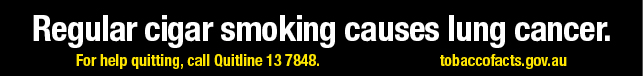 Regular cigar smoking causes lung cancer.
For help quitting, call Quitline 13 7848. tobaccofacts.gov.au